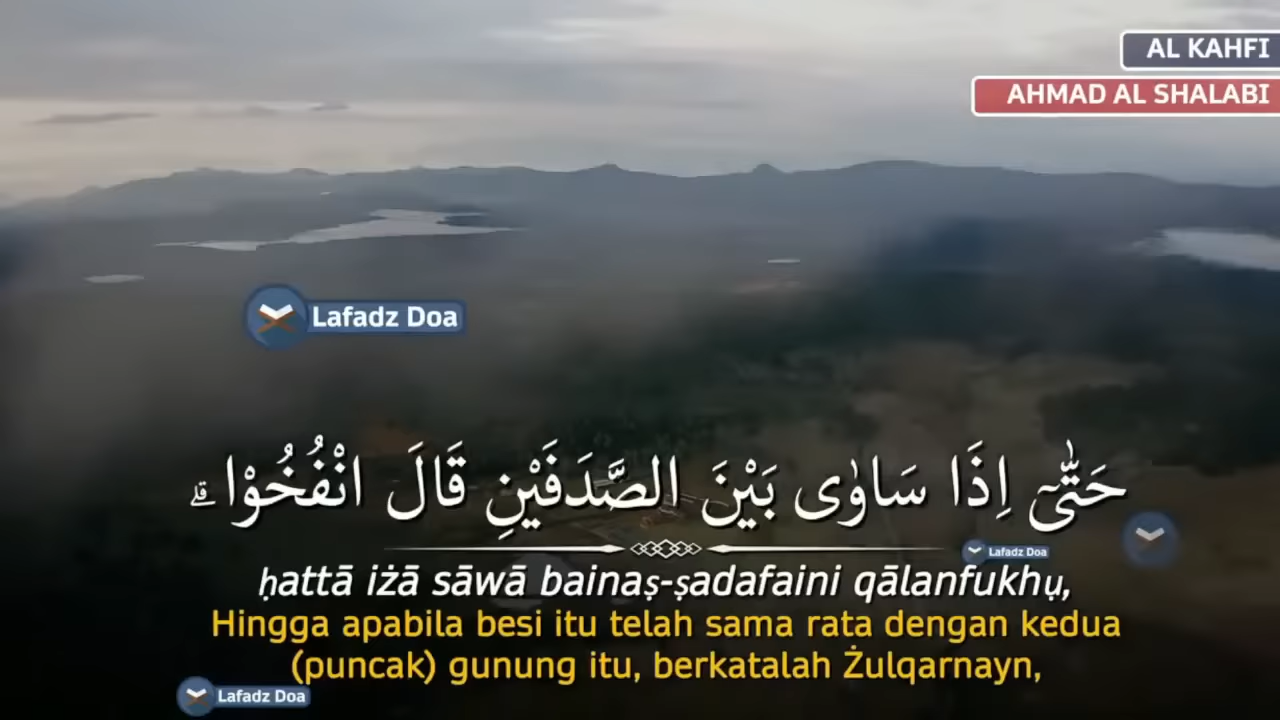 AL KAHFI
AHMAD AL SHALABI
Lafadz Doa
حَتّٰىٓ اِذَا سَاوٰى بَيْنَ الصَّدَفَيْنِ قَالَ انْفُخُوْا ۗ
Lafadz Doa
ḥattā iżā sāwā bainaṣ-ṣadafaini qālanfukhụ,
Hingga apabila besi itu telah sama rata dengan kedua
(puncak) gunung itu, berkatalah Żulqarnayn,
Lafadz Doa